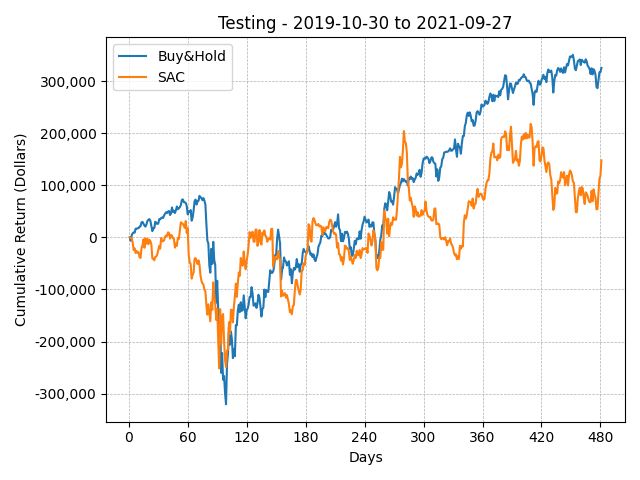 Testing - 2019-10-30 to 2021-09-27
Buy&Hold
SAC
Cumulative Return (Dollars)
300,000
200,000
100,000
0
-100,000
-200,000
-300,000
0 60 120 180 240 300 360 420 480
Days